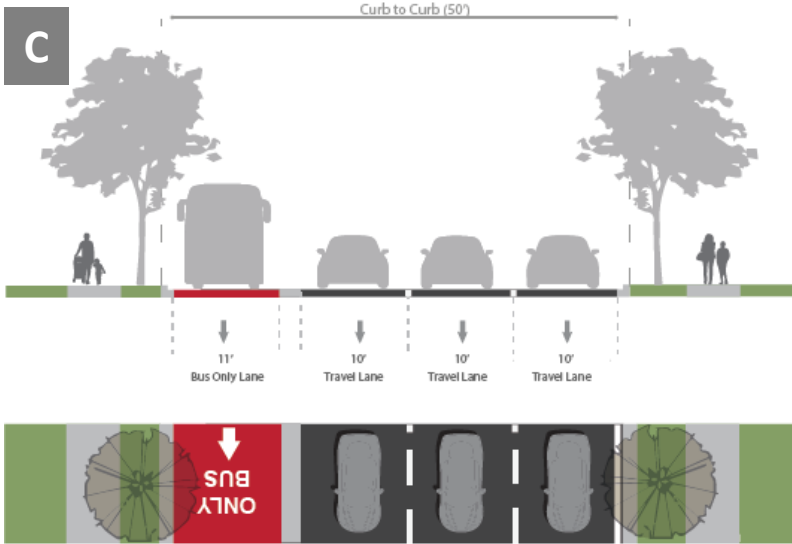 C
Curb to Curb (50')
11'
Bus Only Lane
10'
Travel Lane
10'
Travel Lane
10'
Travel Lane
BUS
ONLY